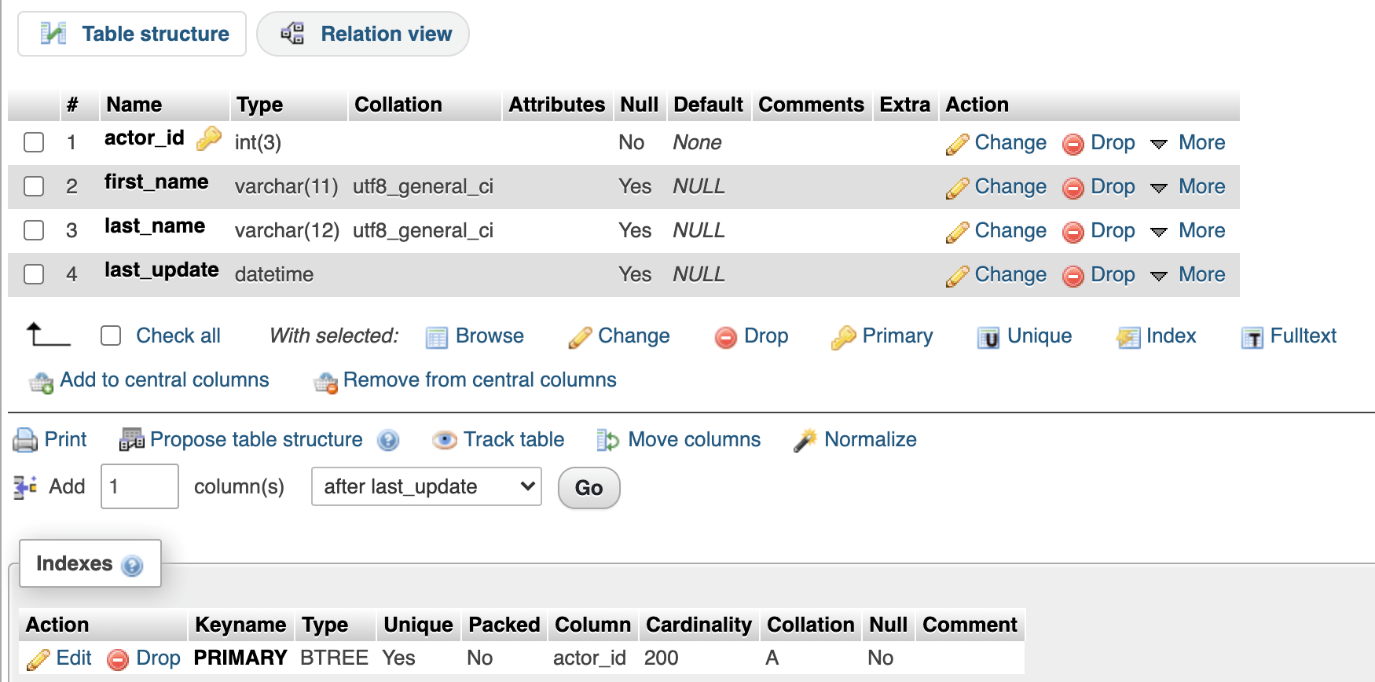 Table structure Relation view
# Name Type Collation Attributes Null Default Comments Extra Action
1 actor_id int(3) No None Change Drop More
2 first_name varchar(11) utf8_general_ci Yes NULL Change Drop More
3 last_name varchar(12) utf8_general_ci Yes NULL Change Drop More
4 last_update datetime Yes NULL Change Drop More
Check all With selected: Browse Change Drop Primary U Unique Index T Fulltext
Add to central columns Remove from central columns
Print Propose table structure ? Track table Move columns Normalize
Add 1 column(s) after last_update Go
Indexes ?
Action Keyname Type Unique Packed Column Cardinality Collation Null Comment
Edit Drop PRIMARY BTREE Yes No actor_id 200 A No